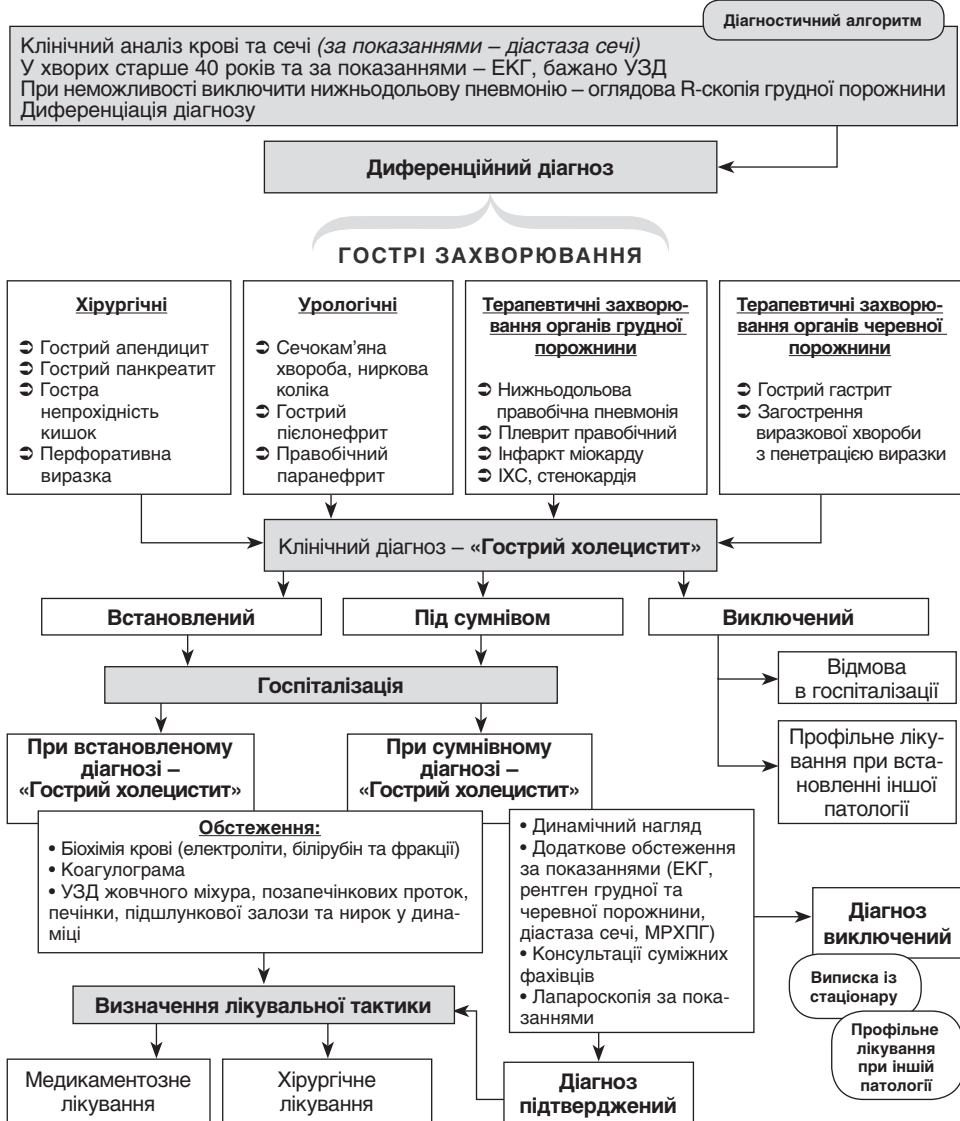 Діагностичний алгоритм
Клінічний аналіз крові та сечі (за показаннями – діастаза сечі)
У хворих старше 40 років та за показаннями – ЕКГ, бажано УЗД
При неможливості виключити нижньодольову пневмонію – оглядова R-скопія грудної порожнини
Диференціація діагнозу
Диференційний діагноз
ГОСТРІ ЗАХВОРЮВАННЯ
Хірургічні
➲ Гострий апендицит
➲ Гострий панкреатит
➲ Гостра
непрохідність
кишок
➲ Перфоративна
виразка
Урологічні
➲ Сечокам’яна
хвороба, ниркова
коліка
➲ Гострий
пієлонефрит
➲ Правобічний
паранефрит
Терапевтичні захворю-
вання органів грудної
порожнини
➲ Нижньодольова
правобічна пневмонія
➲ Плеврит правобічний
➲ Інфаркт міокарду
➲ ІХС, стенокардія
Терапевтичні захворю-
вання органів черевної
порожнини
➲ Гострий гастрит
➲ Загострення
виразкової хвороби
з пенетрацією виразки
Клінічний діагноз – «Гострий холецистит»
Встановлений
Під сумнівом
Виключений
Госпіталізація
Відмова
в госпіталізації
Профільне ліку-
вання при вста-
новленні іншої
патології
При встановленому
діагнозі –
«Гострий холецистит»
При сумнівному
діагнозі –
«Гострий холецистит»
Обстеження:
• Біохімія крові (електроліти, білірубін та фракції)
• Коагулограма
• УЗД жовчного міхура, позапечінкових проток,
печінки, підшлункової залози та нирок у дина-
міці
• Динамічний нагляд
• Додаткове обстеження
за показаннями (ЕКГ,
рентген грудної та
черевної порожнини,
діастаза сечі, МРХПГ)
• Консультації суміжних
фахівців
• Лапароскопія за пока-
заннями
Діагноз
виключений
Виписка із
стаціонару
Профільне
лікування
при іншій
патології
Визначення лікувальної тактики
Медикаментозне
лікування
Хірургічне
лікування
Діагноз
підтверджений